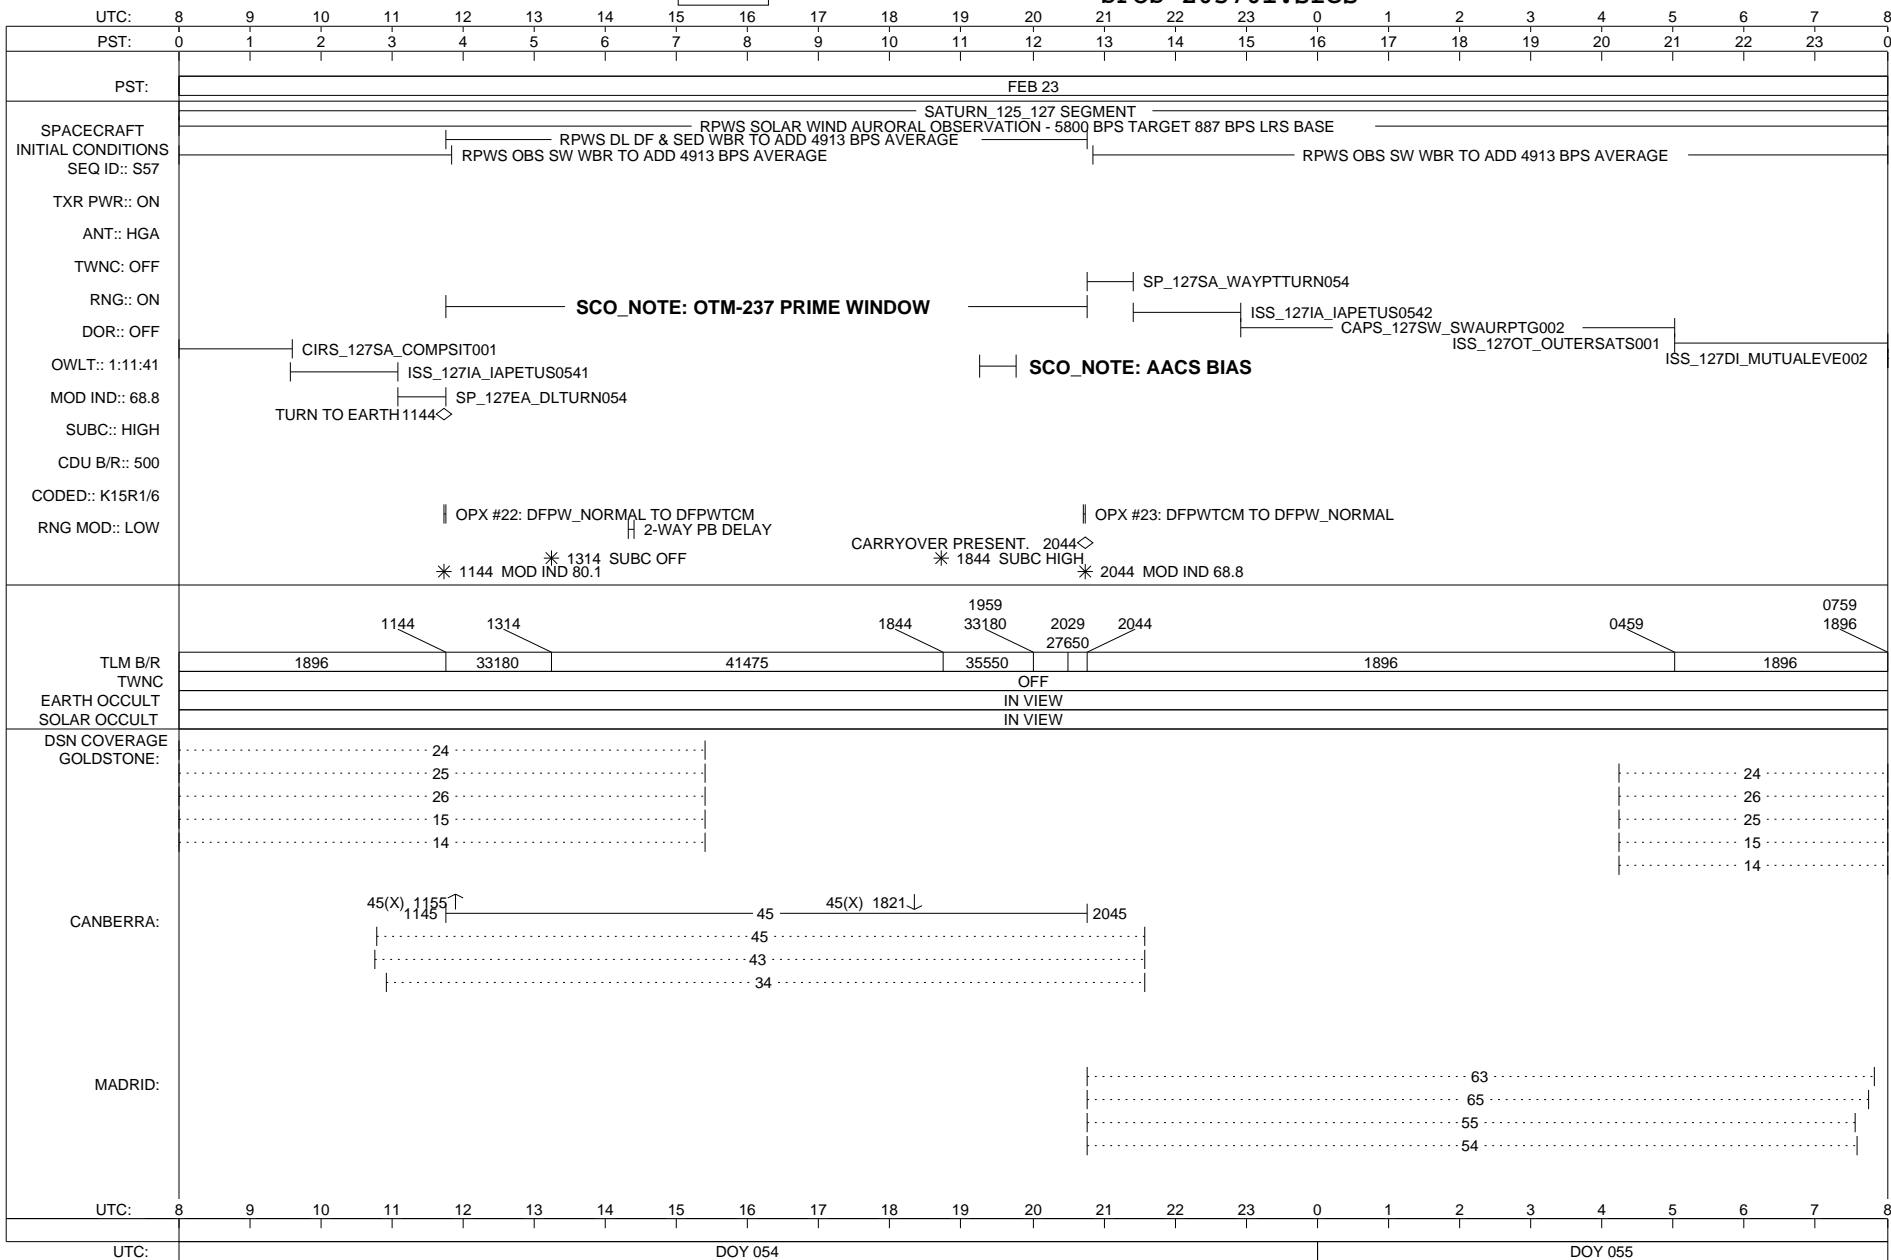 UTC: 8 9 10 11 12 13 14 15 16 17 18 19 20 21 22 23 0 1 2 3 4 5 6 7 8
PST: 0 1 2 3 4 5 6 7 8 9 10 11 12 13 14 15 16 17 18 19 20 21 22 23 0
PST: FEB 23
SATURN_125_127 SEGMENT
SPACECRAFT
INITIAL CONDITIONS
RPWS SOLAR WIND AURORAL OBSERVATION - 5800 BPS TARGET 887 BPS LRS BASE
RPWS DL DF & SED WBR TO ADD 4913 BPS AVERAGE
RPWS OBS SW WBR TO ADD 4913 BPS AVERAGE
RPWS OBS SW WBR TO ADD 4913 BPS AVERAGE
SEQ ID:: S57
TXR PWR:: ON
ANT:: HGA
TWNC: OFF
SP_127SA_WAYPTTURN054
RNG:: ON
SCO_NOTE: OTM-237 PRIME WINDOW
ISS_127IA_IAPETUS0542
DOR:: OFF
CAPS_127SW_SWAURPTG002
ISS_127OT_OUTERSATS001
CIRS_127SA_COMPSIT001
ISS_127DI_MUTUALEVE002
OWLT:: 1:11:41
ISS_127IA_IAPETUS0541
SCO_NOTE: AACS BIAS
MOD IND:: 68.8
SP_127EA_DLTURN054
TURN TO EARTH 1144
SUBC:: HIGH
CDU B/R:: 500
CODED:: K15R1/6
OPX #22: DFPW_NORMAL TO DFPWTCM
OPX #23: DFPWTCM TO DFPW_NORMAL
RNG MOD:: LOW
2-WAY PB DELAY
CARRYOVER PRESENT. 2044
1314 SUBC OFF
1844 SUBC HIGH
1144 MOD IND 80.1
2044 MOD IND 68.8
1959 0759
1144 1314 1844 33180 2029 2044 0459 1896
27650
TLM B/R 1896 33180 41475 35550 1896 1896
TWNC OFF
EARTH OCCULT IN VIEW
SOLAR OCCULT IN VIEW
DSN COVERAGE
GOLDSTONE:
24
25 24
26 26
15 25
14 15
14
CANBERRA:
45(X) 1155 45(X) 1821
1145 45 2045
45
43
34
MADRID:
63
65
55
54
UTC: 8 9 10 11 12 13 14 15 16 17 18 19 20 21 22 23 0 1 2 3 4 5 6 7 8
UTC: DOY 054 DOY 055